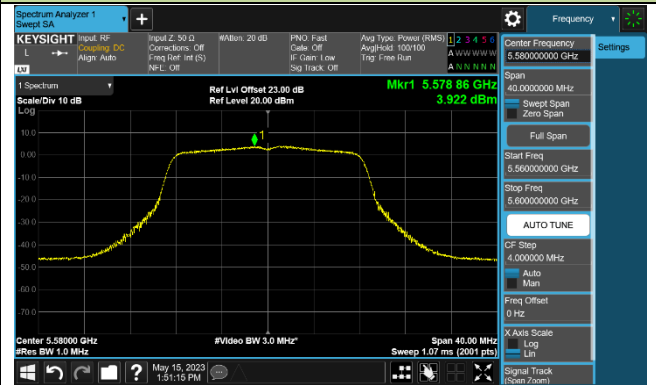 Spectrum Analyzer 1
Swept SA
+
Frequency
KEYSIGHT
L
Input: RF
Coupling: DC
Align: Auto
Input Z: 50 Ω
Corrections: Off
Freq Ref: Int (S)
NFE: Off
#Atten: 20 dB
PNO: Fast
Gate: Off
IF Gain: Low
Sig Track: Off
Avg Type: Power (RMS)
Avg|Hold: 100/100
Trig: Free Run
1 2 3 4 5 6
A W W W W W
A N N N N N
1 Spectrum
Scale/Div 10 dB
Log
Ref Lvl Offset 23.00 dB
Ref Level 20.00 dBm
Mkr1 5.578 86 GHz
3.922 dBm
1
10.0
0.00
-10.0
-20.0
-30.0
-40.0
-50.0
-60.0
-70.0
Center 5.58000 GHz
#Res BW 1.0 MHz
#Video BW 3.0 MHz*
Span 40.00 MHz
Sweep 1.07 ms (2001 pts)
?
May 15, 2023
1:51:15 PM
Center Frequency
5.580000000 GHz
Settings
Span
40.0000000 MHz
Swept Span
Zero Span
Full Span
Start Freq
5.560000000 GHz
Stop Freq
5.600000000 GHz
AUTO TUNE
CF Step
4.000000 MHz
Auto
Man
Freq Offset
0 Hz
X Axis Scale
Log
Lin
Signal Track
(Span Zoom)